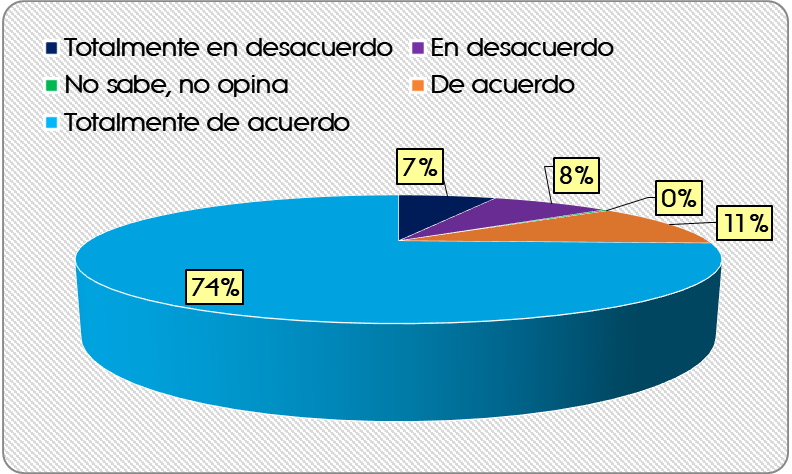 Totalmente en desacuerdo En desacuerdo
No sabe, no opina De acuerdo
Totalmente de acuerdo
7%
8%
0%
11%
74%